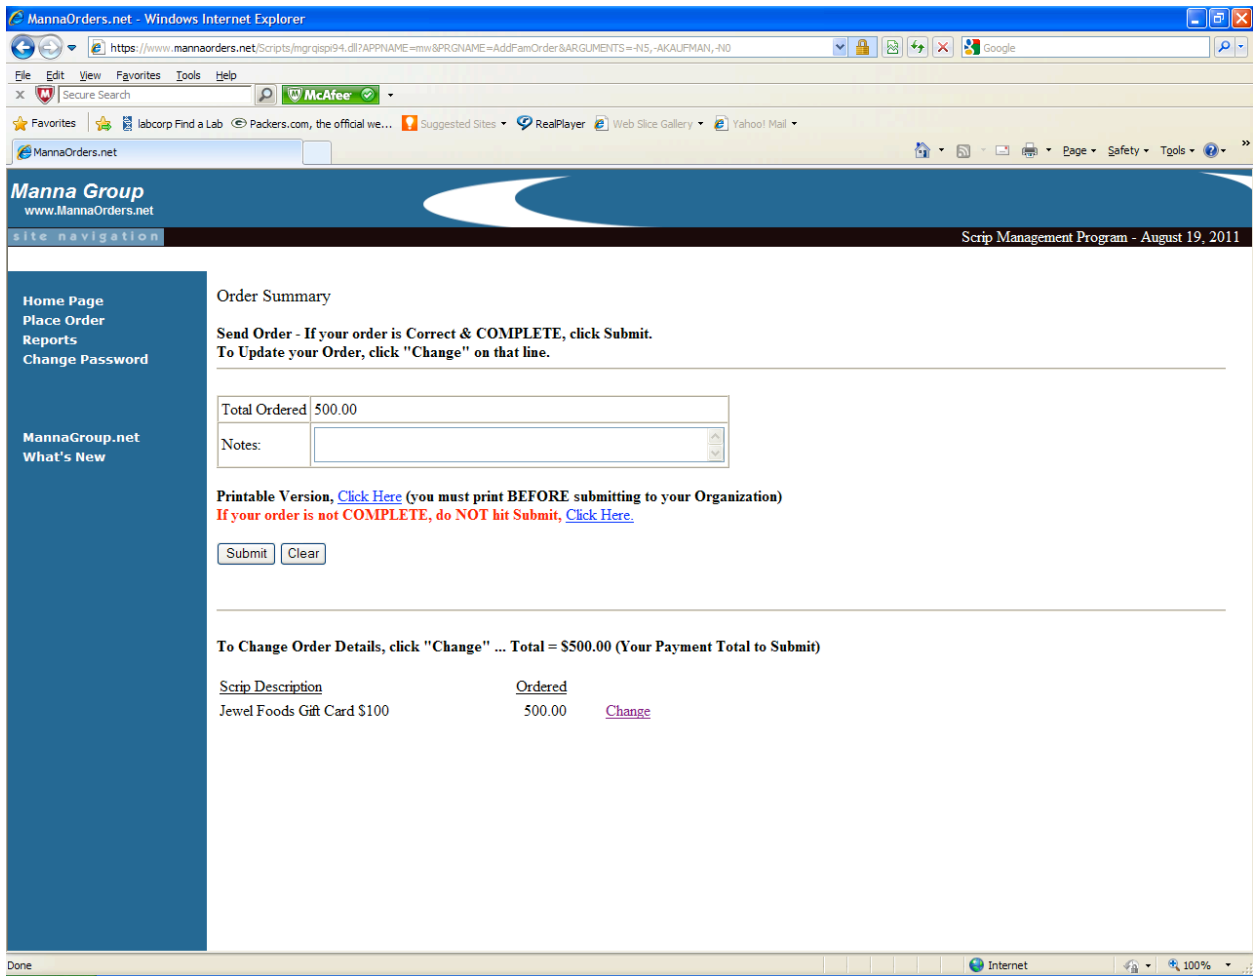 MannaOrders.net - Windows Internet Explorer
https://www.mannaorders.net/Scripts/mgrqispi94.dll?APPNAME=mw&PRGNAME=AddFamOrder&ARGUMENTS=-N5,-AKAUFMAN,-N0
Google
File Edit View Favorites Tools Help
x Secure Search McAfee
Favorites labcorp Find a Lab Packers.com, the official we... Suggested Sites RealPlayer Web Slice Gallery Yahoo! Mail
MannaOrders.net Page Safety Tools »
Manna Group
www.MannaOrders.net
site navigation Scrip Management Program - August 19, 2011
Home Page
Place Order
Reports
Change Password
MannaGroup.net
What's New
Order Summary
Send Order - If your order is Correct & COMPLETE, click Submit.
To Update your Order, click "Change" on that line.
Total Ordered 500.00
Notes:
Printable Version, Click Here (you must print BEFORE submitting to your Organization)
If your order is not COMPLETE, do NOT hit Submit, Click Here.
Submit Clear
To Change Order Details, click "Change" ... Total = $500.00 (Your Payment Total to Submit)
Scrip Description Ordered
Jewel Foods Gift Card $100 500.00 Change
Done Internet 100%